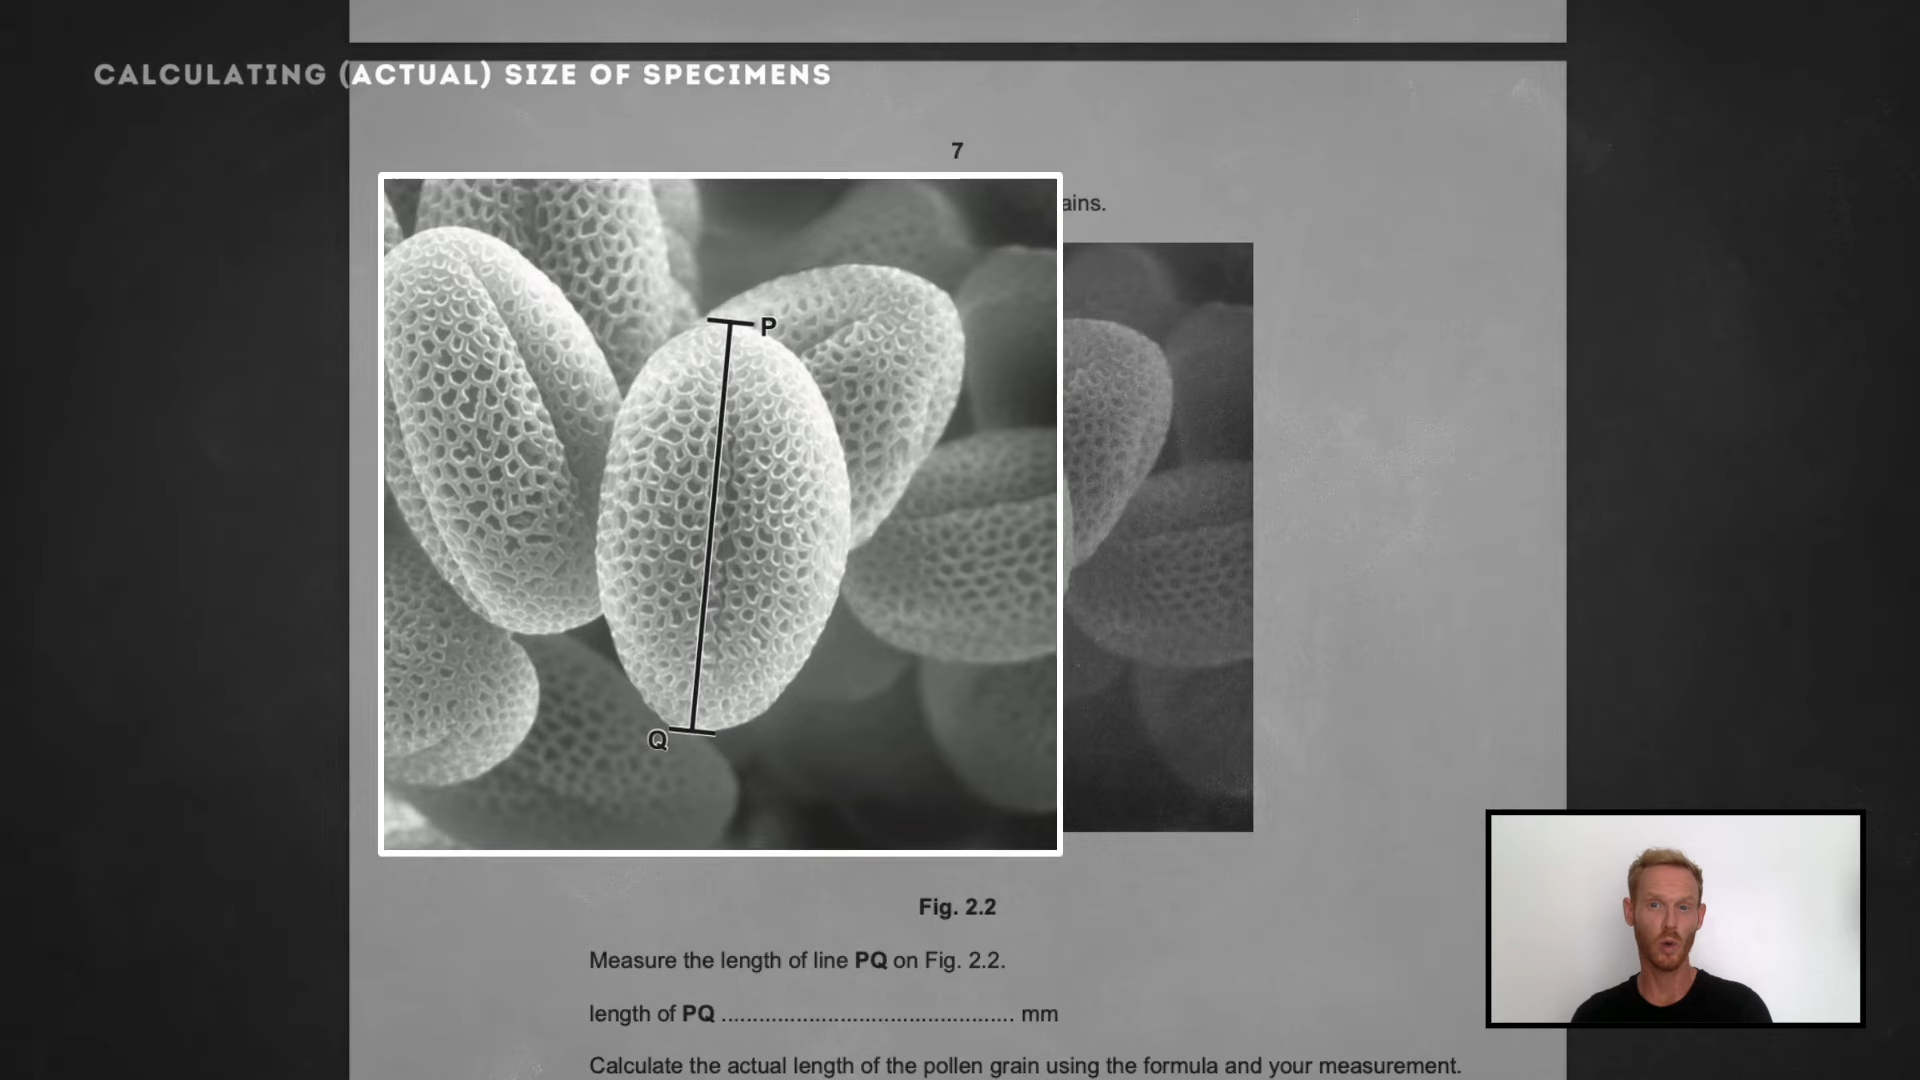 CALCULATING (ACTUAL) SIZE OF SPECIMENS
7
ains.
P
Q
Fig. 2.2
Measure the length of line PQ on Fig. 2.2.
length of PQ ................................................ mm
Calculate the actual length of the pollen grain using the formula and your measurement.